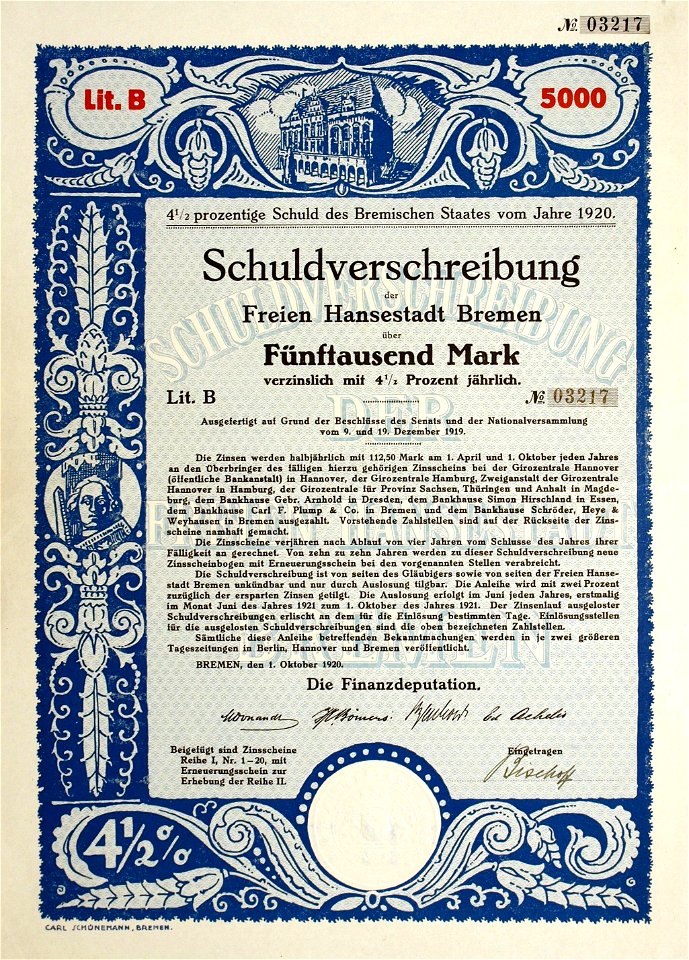 № 03217
Lit. B
5000
4 1/2 prozentige Schuld des Bremischen Staates vom Jahre 1920.
Schuldverschreibung
der
Freien Hansestadt Bremen
über
Fünftausend Mark
verzinslich mit 4 1/2 Prozent jährlich.
Lit. B № 03217
Ausgefertigt auf Grund der Beschlüsse des Senats und der Nationalversammlung
vom 9. und 19. Dezember 1919.
Die Zinsen werden halbjährlich mit 112,50 Mark am 1. April und 1. Oktober jeden Jahres
an den Überbringer des fälligen hierzu gehörigen Zinsscheins bei der Girozentrale Hannover
(öffentliche Bankanstalt) in Hannover, der Girozentrale Hamburg, Zweiganstalt der Girozentrale
Hannover in Hamburg, der Girozentrale für Provinz Sachsen, Thüringen und Anhalt in Magde-
burg, dem Bankhause Gebr. Arnhold in Dresden, dem Bankhause Simon Hirschland in Essen,
dem Bankhause Carl F. Plump & Co. in Bremen und dem Bankhause Schröder, Heye &
Weyhausen in Bremen ausgezahlt. Vorstehende Zahlstellen sind auf der Rückseite der Zins-
scheine namhaft gemacht.
Die Zinsscheine verjähren nach Ablauf von vier Jahren vom Schlusse des Jahres ihrer
Fälligkeit an gerechnet. Von zehn zu zehn Jahren werden zu dieser Schuldverschreibung neue
Zinsscheinbogen mit Erneuerungsschein bei den vorgenannten Stellen verabreicht.
Die Schuldverschreibung ist von seiten des Gläubigers sowie von seiten der Freien Hanse-
stadt Bremen unkündbar und nur durch Auslosung tilgbar. Die Anleihe wird mit zwei Prozent
zuzüglich der ersparten Zinsen getilgt. Die Auslosung erfolgt im Juni jeden Jahres, erstmalig
im Monat Juni des Jahres 1921 zum 1. Oktober des Jahres 1921. Der Zinsenlauf ausgeloster
Schuldverschreibungen erlischt an dem für die Einlösung bestimmten Tage. Einlösungsstellen
für die ausgelosten Schuldverschreibungen sind die oben bezeichneten Zahlstellen.
Sämtliche diese Anleihe betreffenden Bekanntmachungen werden in je zwei größeren
Tageszeitungen in Berlin, Hannover und Bremen veröffentlicht.
BREMEN, den 1. Oktober 1920.
Die Finanzdeputation.
Beigefügt sind Zinsscheine
Reihe I, Nr. 1–20, mit
Erneuerungsschein zur
Erhebung der Reihe II.
Eingetragen
Bischoff
4 1/2 %
CARL SCHÜNEMANN, BREMEN.
SCHULDVERSCHREIBUNG
DER
FREIEN HANSESTADT
BREMEN